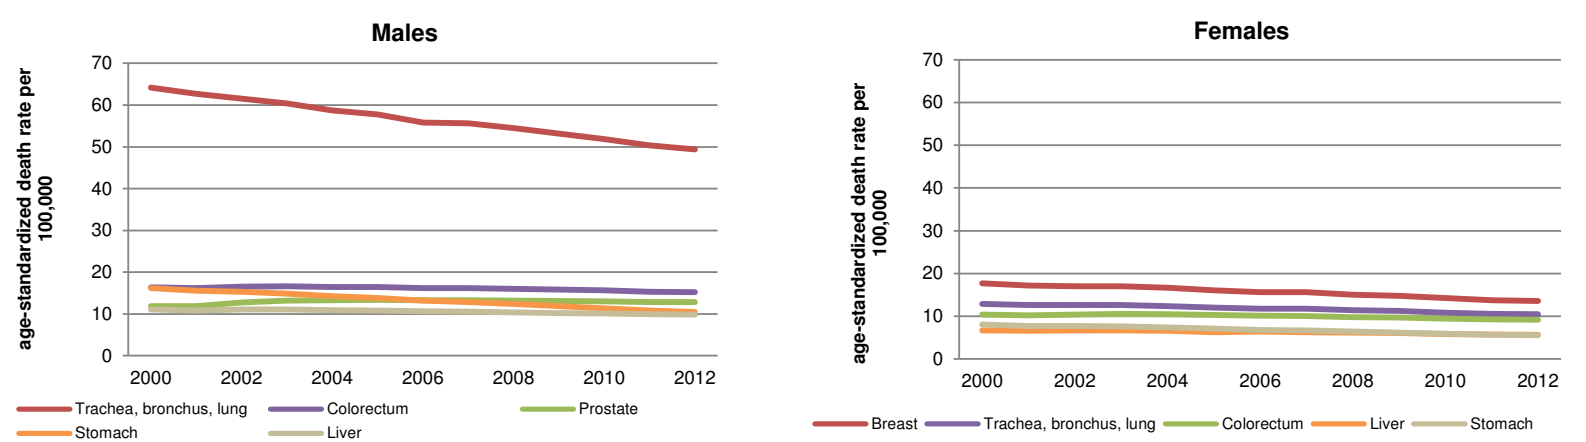 Males
age-standardized death rate per
100,000
70
60
50
40
30
20
10
0
2000 2002 2004 2006 2008 2010 2012
Trachea, bronchus, lung Colorectum Prostate
Stomach Liver
Females
age-standardized death rate per
100,000
70
60
50
40
30
20
10
0
2000 2002 2004 2006 2008 2010 2012
Breast Trachea, bronchus, lung Colorectum Liver Stomach